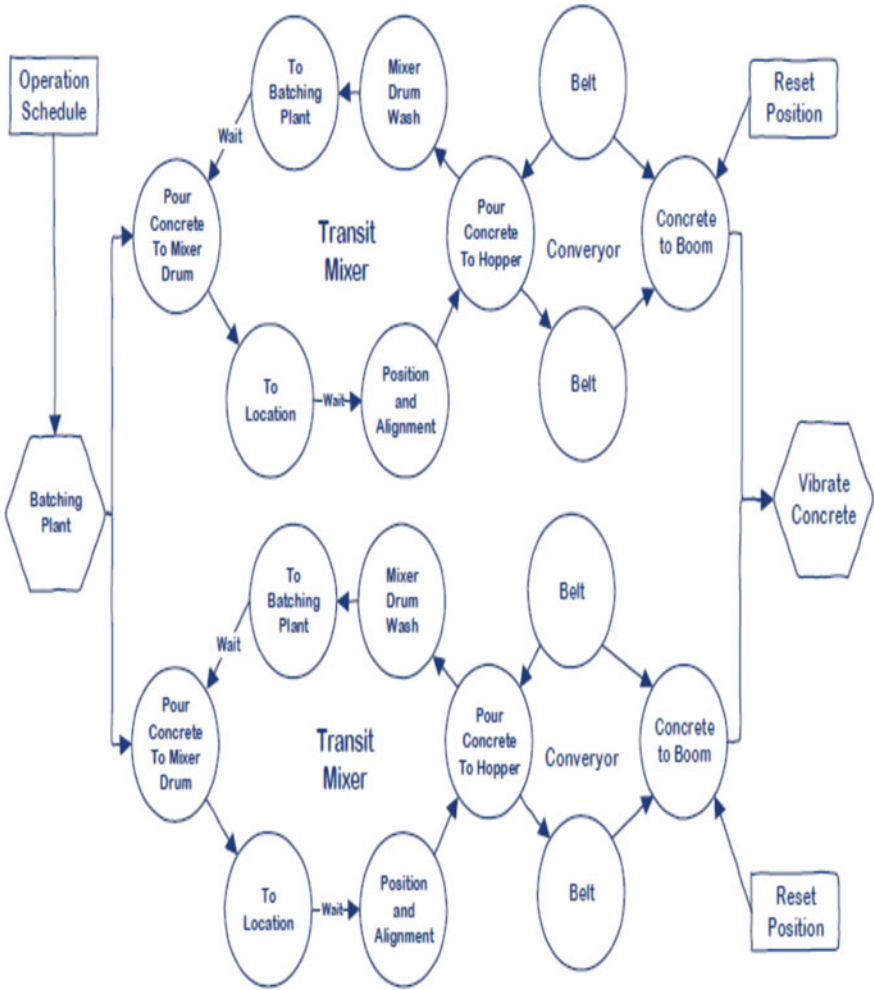 Operation
Schedule
To
Batching
Plant
Mixer
Drum
Wash
Belt
Reset
Position
Wait
Pour
Concrete
To Mixer
Drum
Transit
Mixer
Pour
Concrete
To Hopper
Converyor
Concrete
to Boom
To
Location
Wait
Position
and
Alignment
Belt
Batching
Plant
Vibrate
Concrete
To
Batching
Plant
Mixer
Drum
Wash
Belt
Wait
Pour
Concrete
To Mixer
Drum
Transit
Mixer
Pour
Concrete
To Hopper
Converyor
Concrete
to Boom
To
Location
Wait
Position
and
Alignment
Belt
Reset
Position